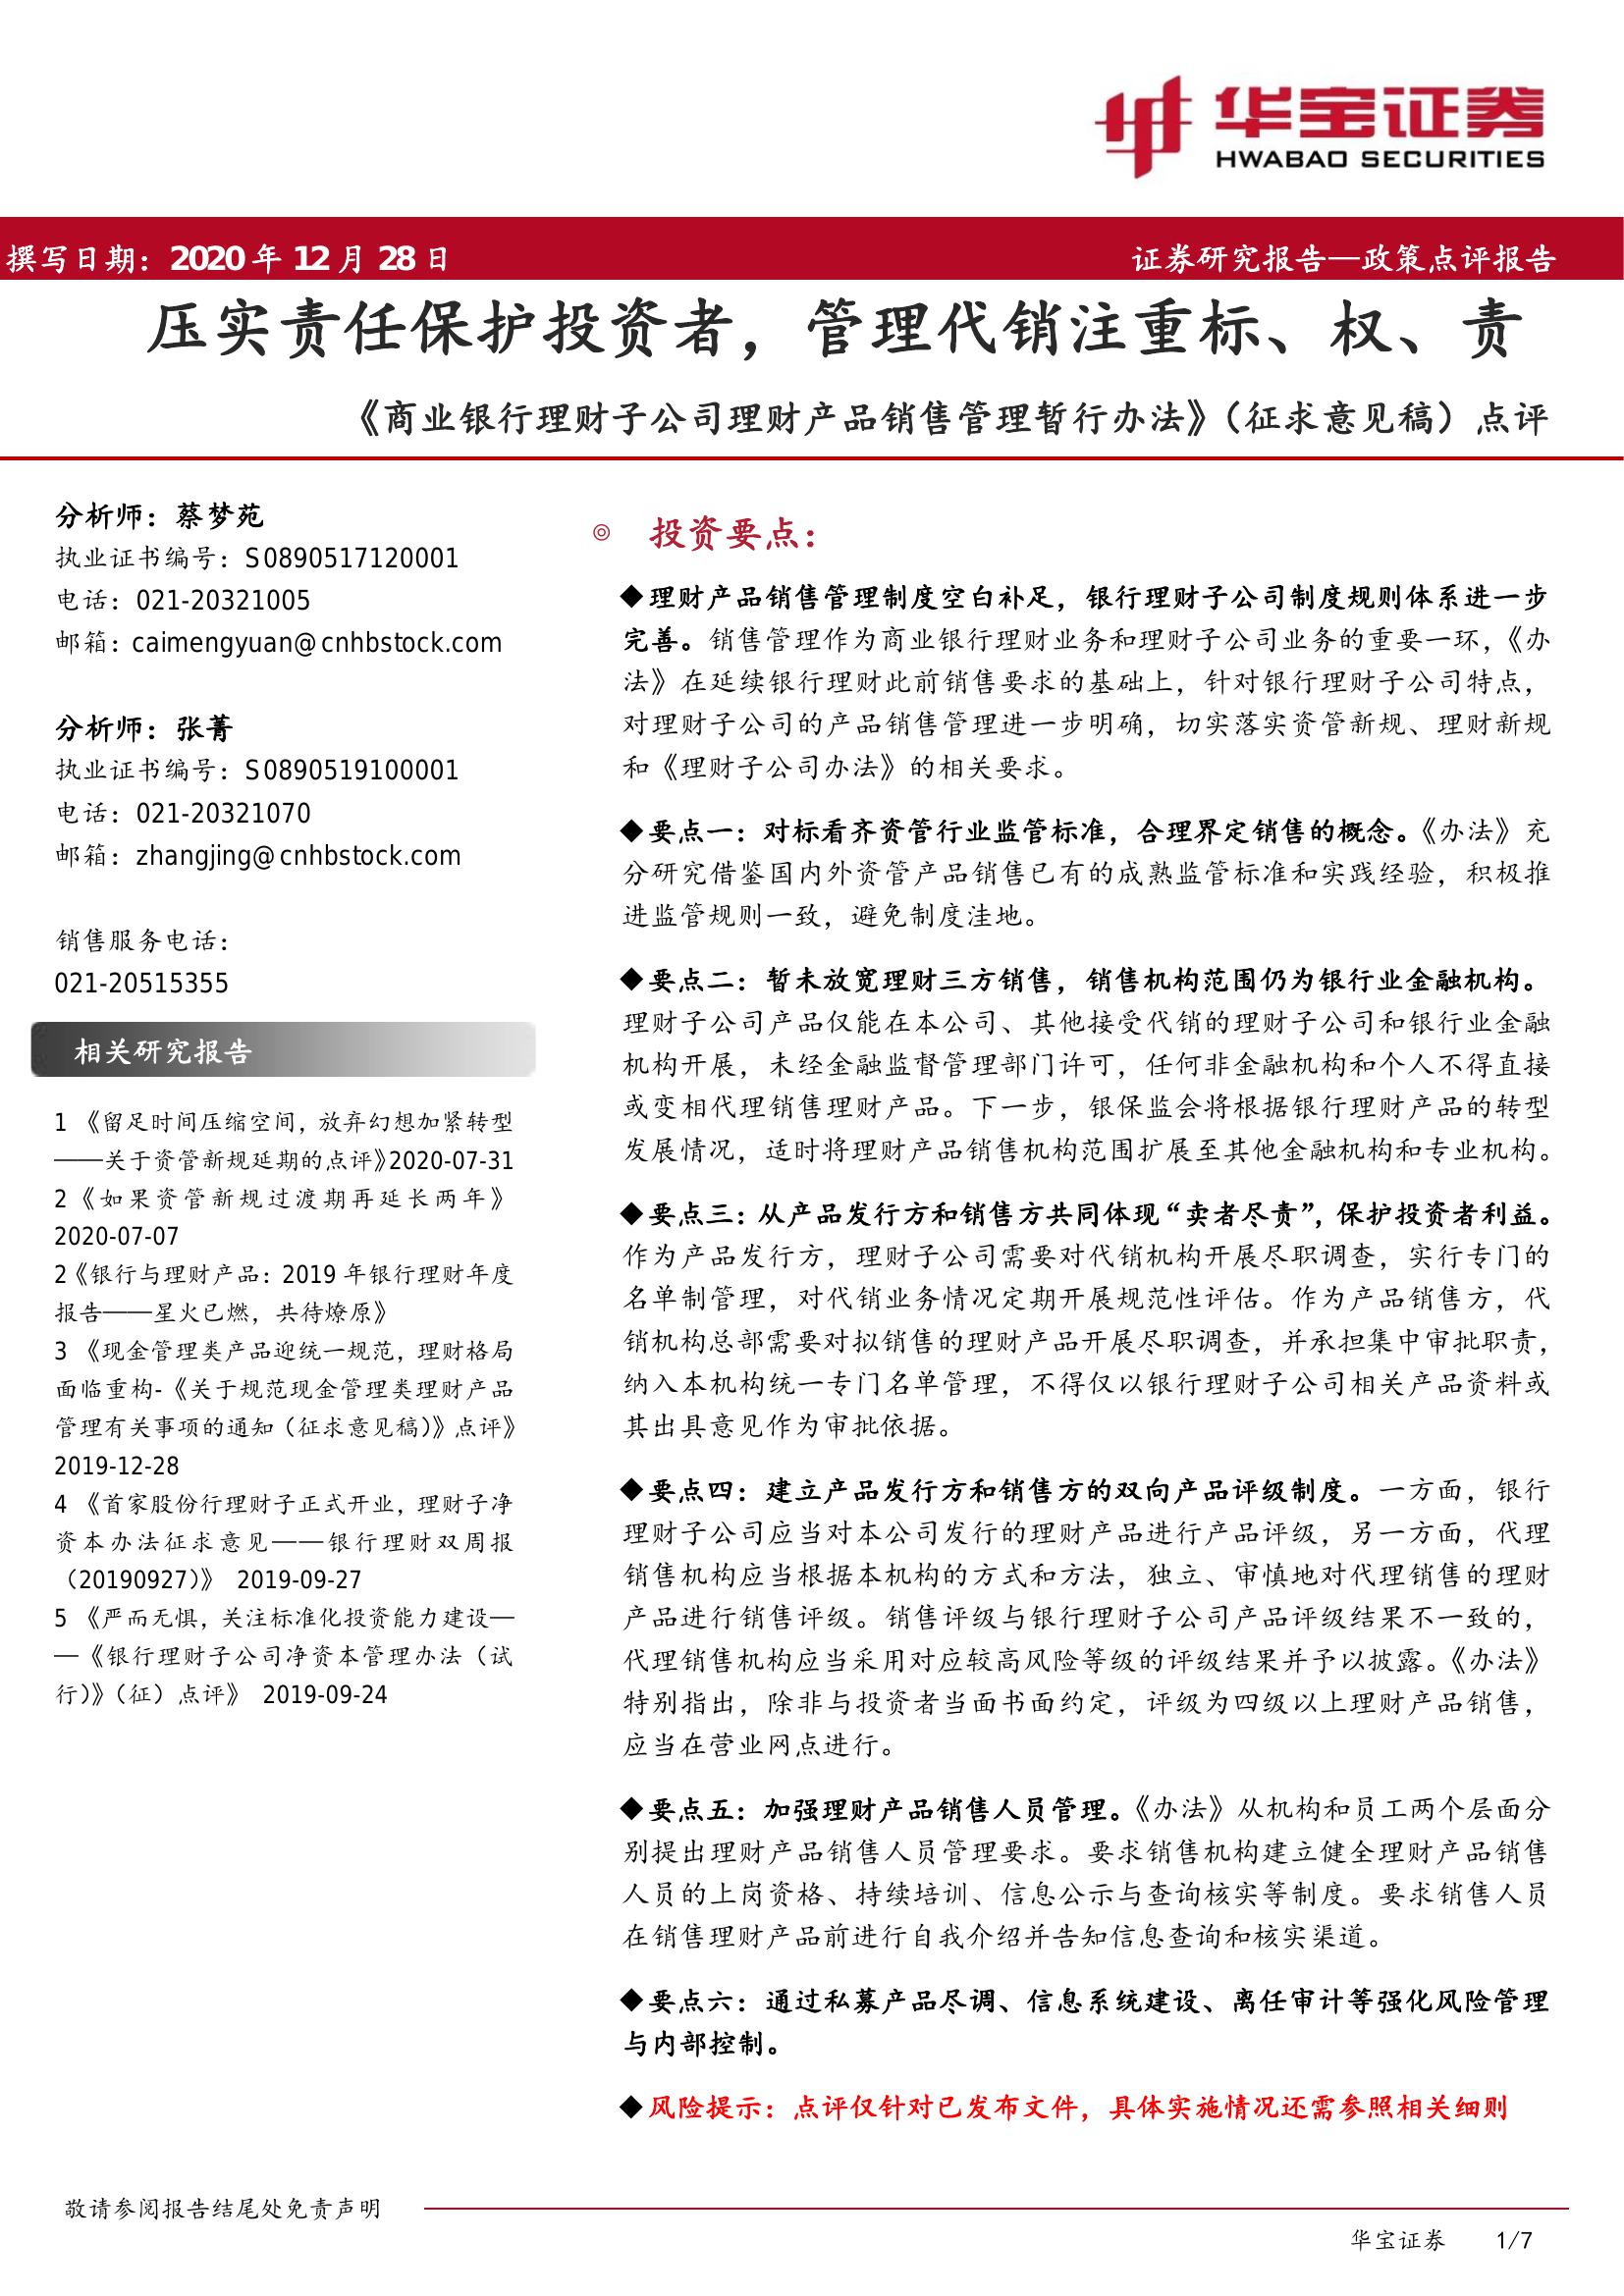 华宝证券
HWABAO SECURITIES
撰写日期：2020 年 12 月 28 日
证券研究报告—政策点评报告
压实责任保护投资者，管理代销注重标、权、责
《商业银行理财子公司理财产品销售管理暂行办法》（征求意见稿）点评
分析师：蔡梦苑
执业证书编号：S0890517120001
电话：021-20321005
邮箱：caimengyuan@cnhbstock.com
分析师：张菁
执业证书编号：S0890519100001
电话：021-20321070
邮箱：zhangjing@cnhbstock.com
销售服务电话：
021-20515355
相关研究报告
1 《留足时间压缩空间，放弃幻想加紧转型
——关于资管新规延期的点评》2020-07-31
2《如果资管新规过渡期再延长两年》
2020-07-07
2《银行与理财产品：2019 年银行理财年度
报告——星火已燃，共待燎原》
3 《现金管理类产品迎统一规范，理财格局
面临重构-《关于规范现金管理类理财产品
管理有关事项的通知（征求意见稿）》点评》
2019-12-28
4 《首家股份行理财子正式开业，理财子净
资本办法征求意见——银行理财双周报
（20190927）》 2019-09-27
5 《严而无惧，关注标准化投资能力建设—
—《银行理财子公司净资本管理办法（试
行）》（征）点评》 2019-09-24
◎ 投资要点：
◆理财产品销售管理制度空白补足，银行理财子公司制度规则体系进一步
完善。销售管理作为商业银行理财业务和理财子公司业务的重要一环，《办
法》在延续银行理财此前销售要求的基础上，针对银行理财子公司特点，
对理财子公司的产品销售管理进一步明确，切实落实资管新规、理财新规
和《理财子公司办法》的相关要求。
◆要点一：对标看齐资管行业监管标准，合理界定销售的概念。《办法》充
分研究借鉴国内外资管产品销售已有的成熟监管标准和实践经验，积极推
进监管规则一致，避免制度洼地。
◆要点二：暂未放宽理财三方销售，销售机构范围仍为银行业金融机构。
理财子公司产品仅能在本公司、其他接受代销的理财子公司和银行业金融
机构开展，未经金融监督管理部门许可，任何非金融机构和个人不得直接
或变相代理销售理财产品。下一步，银保监会将根据银行理财产品的转型
发展情况，适时将理财产品销售机构范围扩展至其他金融机构和专业机构。
◆要点三：从产品发行方和销售方共同体现“卖者尽责”，保护投资者利益。
作为产品发行方，理财子公司需要对代销机构开展尽职调查，实行专门的
名单制管理，对代销业务情况定期开展规范性评估。作为产品销售方，代
销机构总部需要对拟销售的理财产品开展尽职调查，并承担集中审批职责，
纳入本机构统一专门名单管理，不得仅以银行理财子公司相关产品资料或
其出具意见作为审批依据。
◆要点四：建立产品发行方和销售方的双向产品评级制度。一方面，银行
理财子公司应当对本公司发行的理财产品进行产品评级，另一方面，代理
销售机构应当根据本机构的方式和方法，独立、审慎地对代理销售的理财
产品进行销售评级。销售评级与银行理财子公司产品评级结果不一致的，
代理销售机构应当采用对应较高风险等级的评级结果并予以披露。《办法》
特别指出，除非与投资者当面书面约定，评级为四级以上理财产品销售，
应当在营业网点进行。
◆要点五：加强理财产品销售人员管理。《办法》从机构和员工两个层面分
别提出理财产品销售人员管理要求。要求销售机构建立健全理财产品销售
人员的上岗资格、持续培训、信息公示与查询核实等制度。要求销售人员
在销售理财产品前进行自我介绍并告知信息查询和核实渠道。
◆要点六：通过私募产品尽调、信息系统建设、离任审计等强化风险管理
与内部控制。
◆风险提示：点评仅针对已发布文件，具体实施情况还需参照相关细则
敬请参阅报告结尾处免责声明
华宝证券 1/7